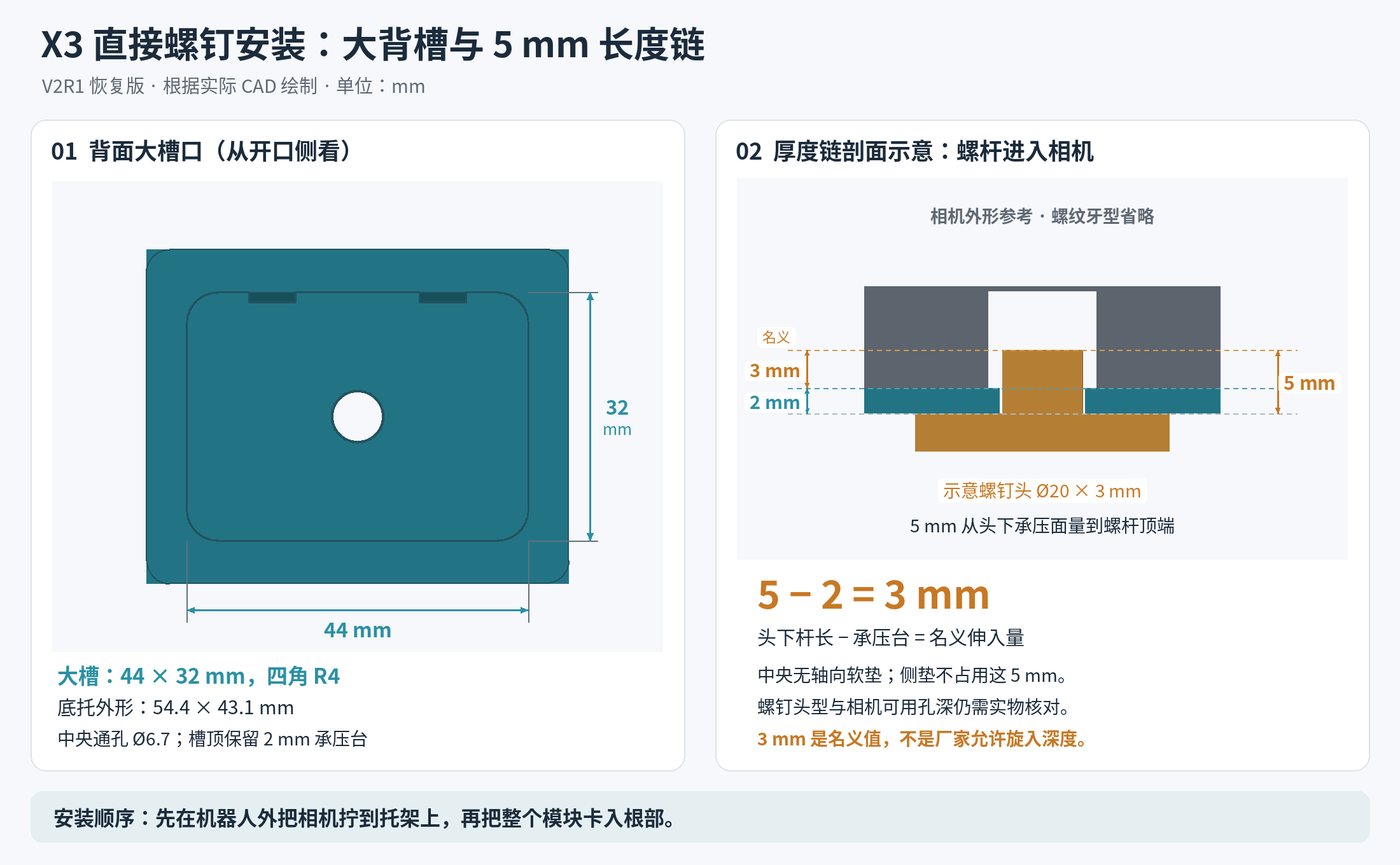 X3 直接螺钉安装：大背槽与 5 mm 长度链
V2R1 恢复版 · 根据实际 CAD 绘制 · 单位：mm
01 背面大槽口（从开口侧看）
32
mm
44 mm
大槽：44 × 32 mm，四角 R4
底托外形：54.4 × 43.1 mm
中央通孔 Ø6.7；槽顶保留 2 mm 承压台
02 厚度链剖面示意：螺杆进入相机
相机外形参考 · 螺纹牙型省略
名义
3 mm
2 mm
5 mm
示意螺钉头 Ø20 × 3 mm
5 mm 从头下承压面量到螺杆顶端
5 − 2 = 3 mm
头下杆长 − 承压台 = 名义伸入量
中央无轴向软垫；侧垫不占用这 5 mm。
螺钉头型与相机可用孔深仍需实物核对。
3 mm 是名义值，不是厂家允许旋入深度。
安装顺序：先在机器人外把相机拧到托架上，再把整个模块卡入根部。